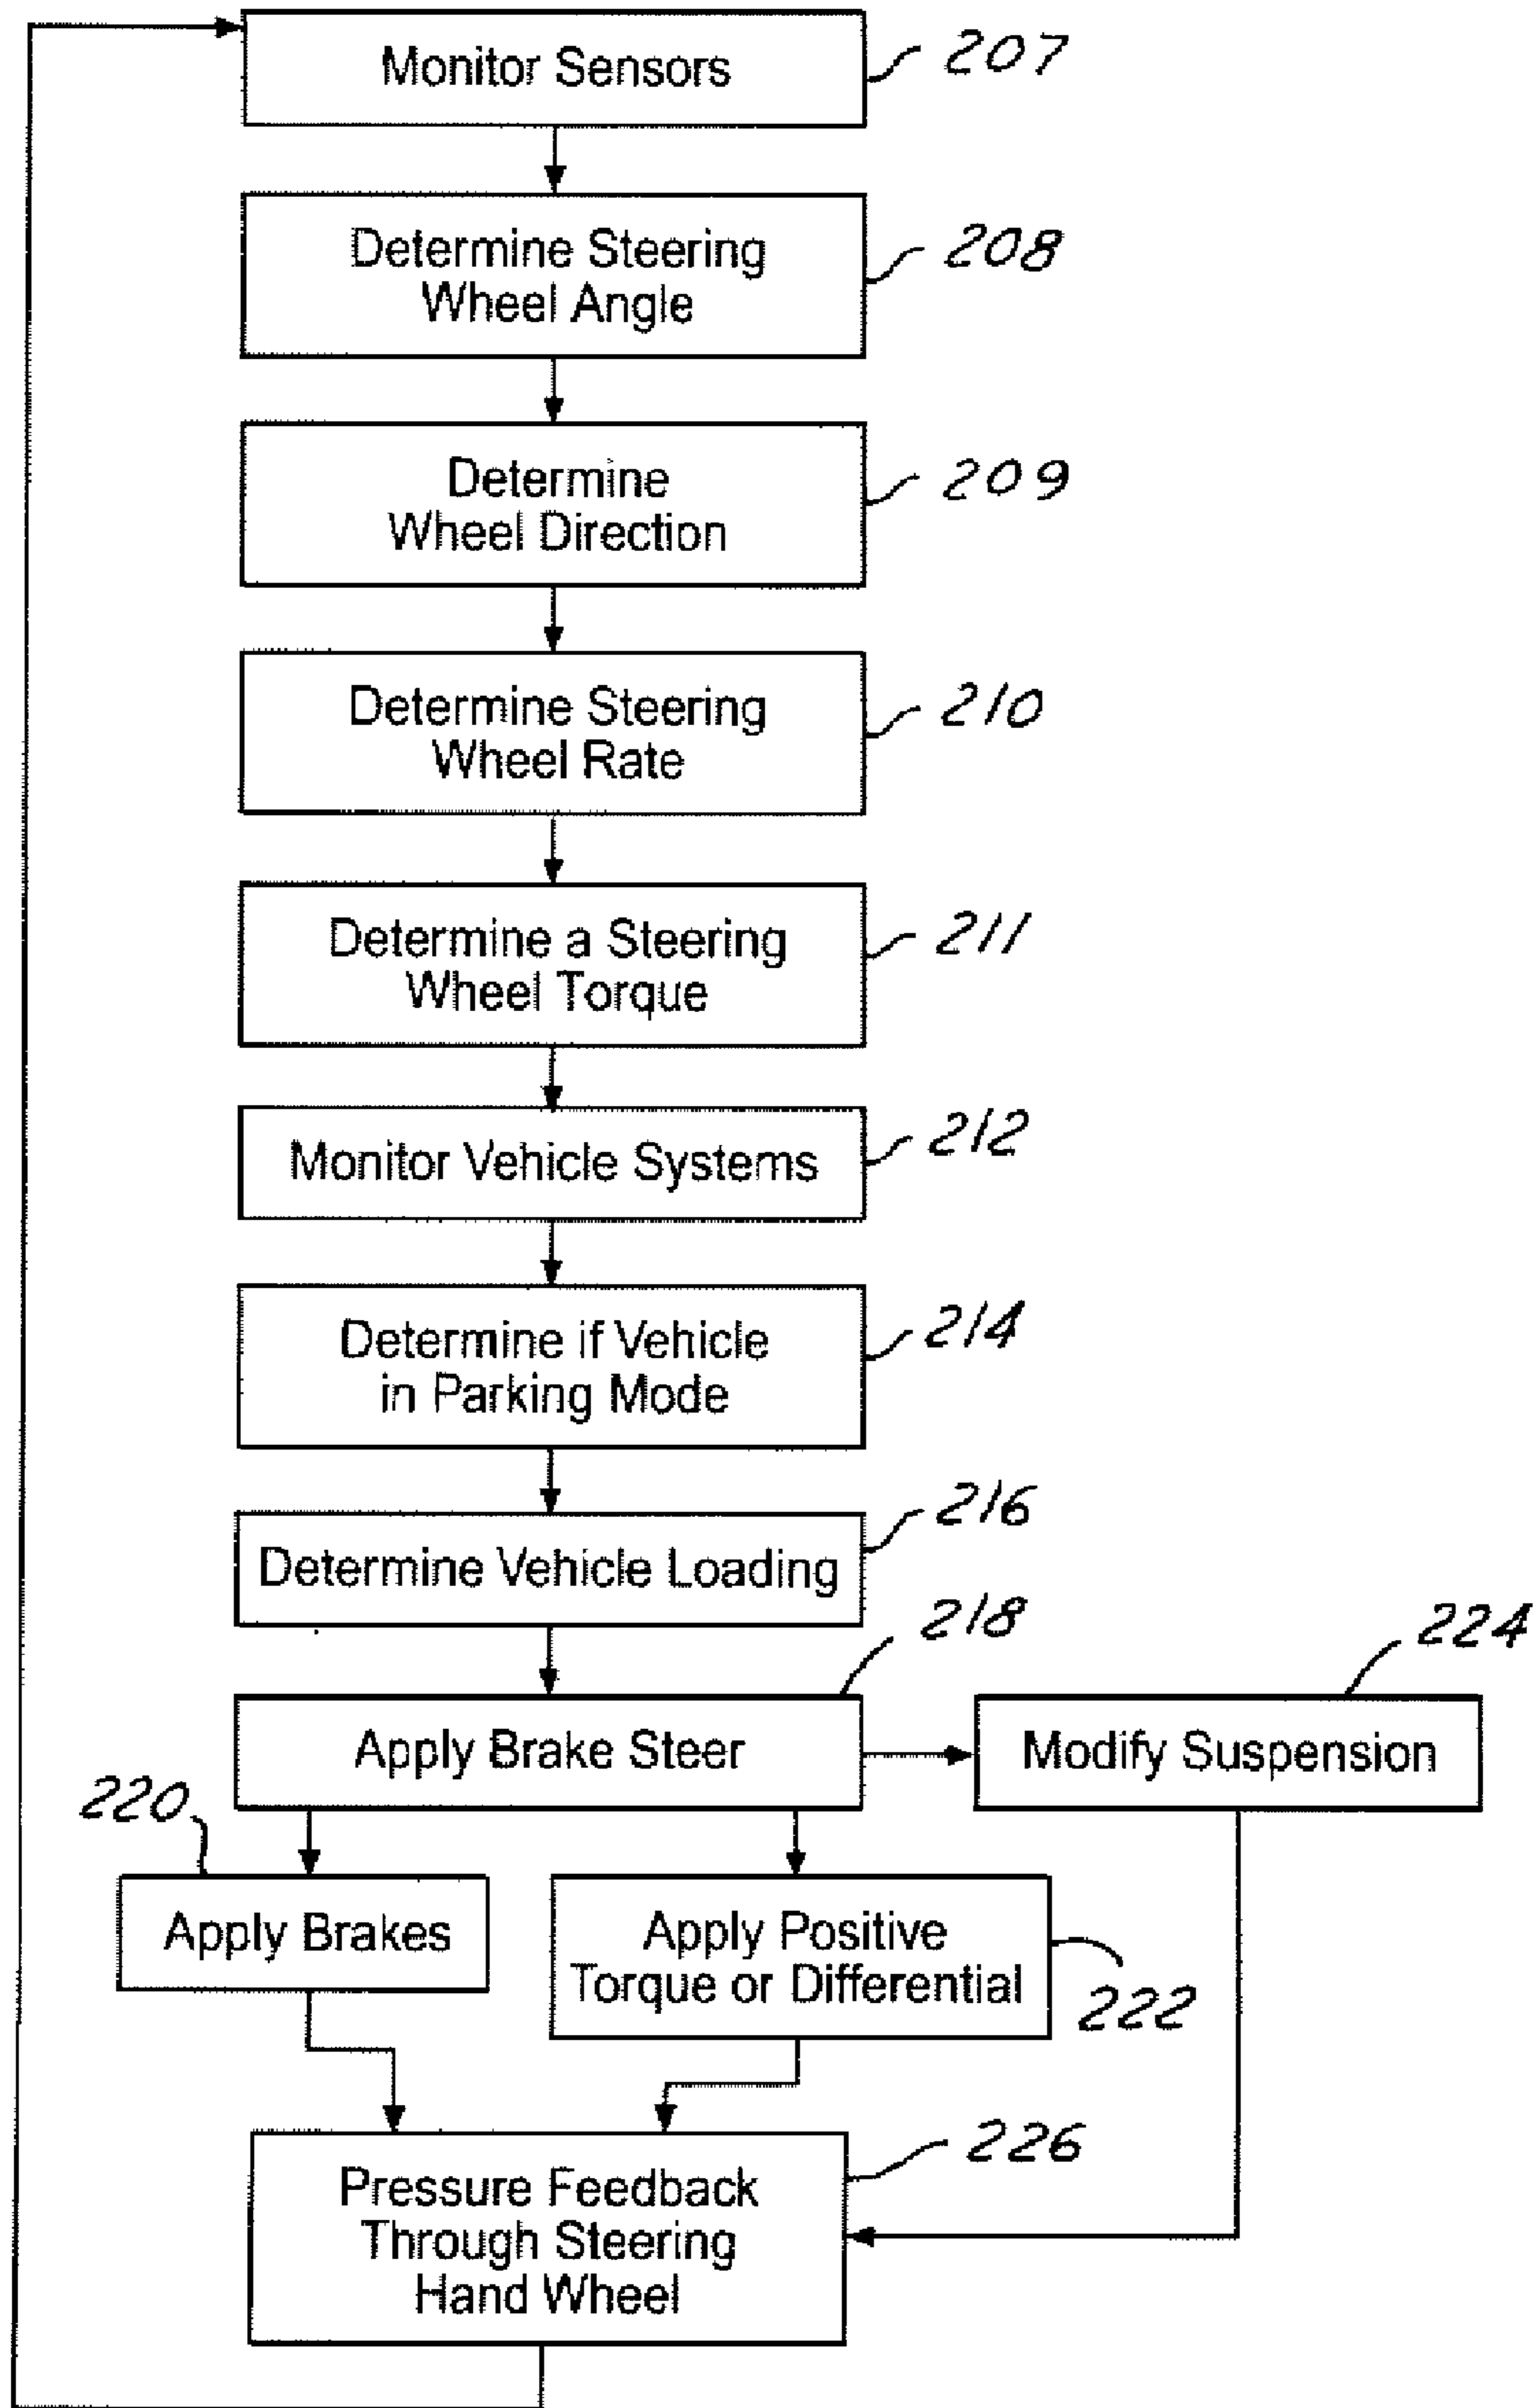 Monitor Sensors
207
Determine Steering
Wheel Angle
208
Determine
Wheel Direction
209
Determine Steering
Wheel Rate
210
Determine a Steering
Wheel Torque
211
Monitor Vehicle Systems
212
Determine if Vehicle
in Parking Mode
214
Determine Vehicle Loading
216
Apply Brake Steer
218
Modify Suspension
224
220
Apply Brakes
Apply Positive
Torque or Differential
222
Pressure Feedback
Through Steering
Hand Wheel
226